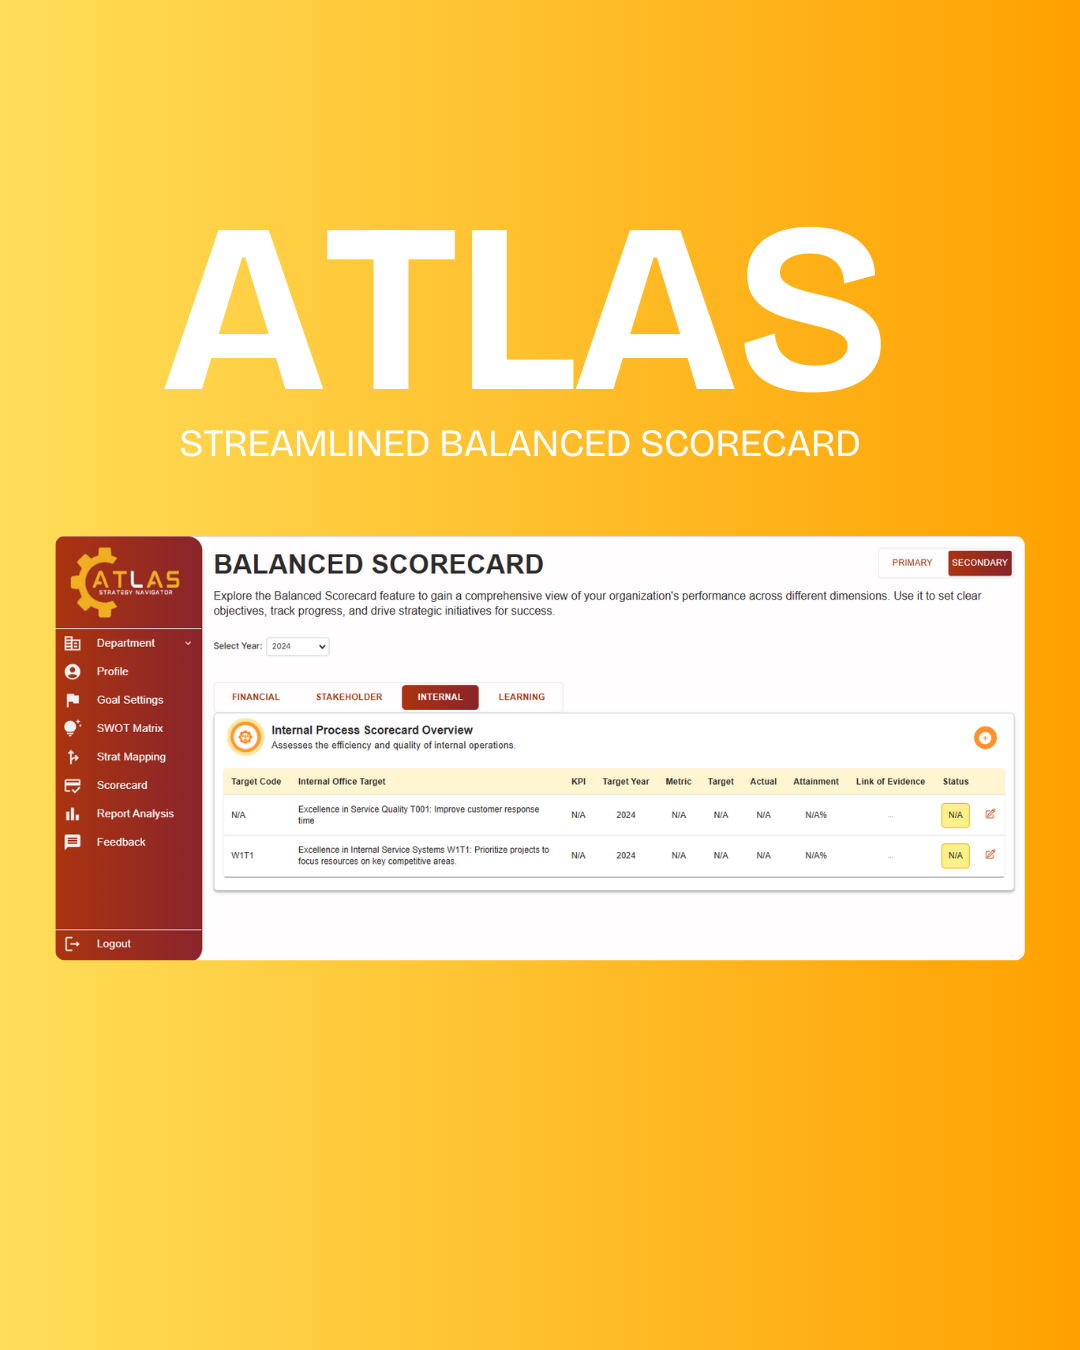 ATLAS
STREAMLINED BALANCED SCORECARD
ATLAS
STRATEGY NAVIGATOR
Department
Profile
Goal Settings
SWOT Matrix
Strat Mapping
Scorecard
Report Analysis
Feedback
Logout
BALANCED SCORECARD
PRIMARY SECONDARY
Explore the Balanced Scorecard feature to gain a comprehensive view of your organization's performance across different dimensions. Use it to set clear
objectives, track progress, and drive strategic initiatives for success.
Select Year: 2024
FINANCIAL STAKEHOLDER INTERNAL LEARNING
Internal Process Scorecard Overview
Assesses the efficiency and quality of internal operations.
Target Code Internal Office Target KPI Target Year Metric Target Actual Attainment Link of Evidence Status
N/A Excellence in Service Quality T001: Improve customer response N/A 2024 N/A N/A N/A N/A% ... N/A
time
W1T1 Excellence in Internal Service Systems W1T1: Prioritize projects to N/A 2024 N/A N/A N/A N/A% ... N/A
focus resources on key competitive areas.